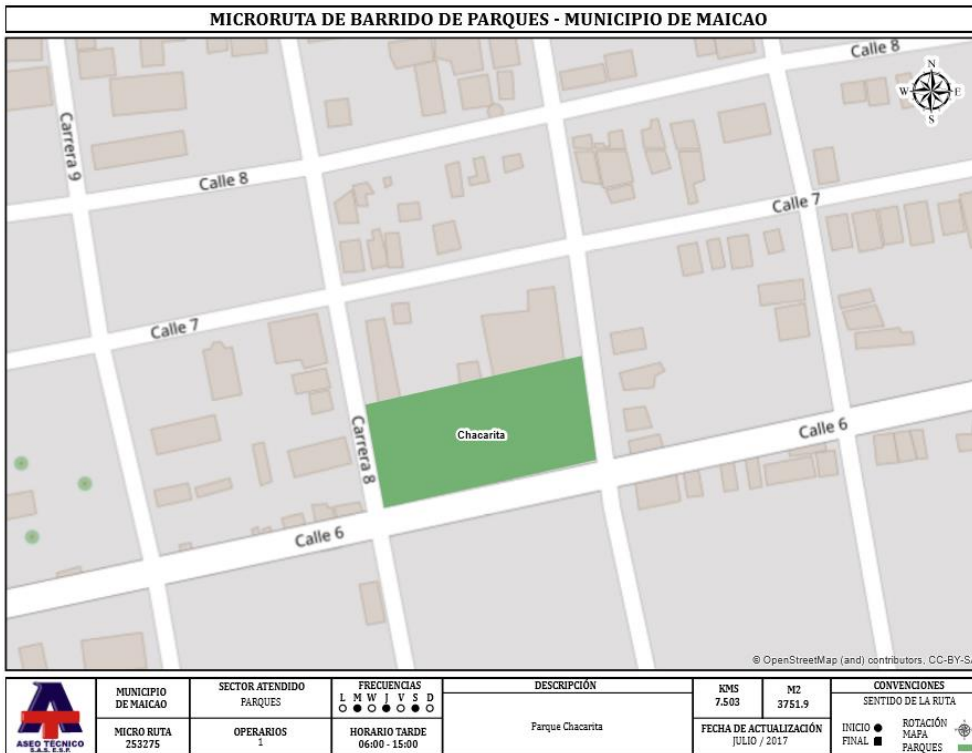 MICRORUTA DE BARRIDO DE PARQUES - MUNICIPIO DE MAICAO
Calle 8
N
W E
S
Carrera 9
Calle 8
Calle 7
Calle 7
Carrera 8
Chacarita
Calle 6
Calle 6
© OpenStreetMap (and) contributors, CC-BY-SA
ASEO TÉCNICO
S.A.S. E.S.P.
MUNICIPIO
DE MAICAO
MICRO RUTA
253275
SECTOR ATENDIDO
PARQUES
OPERARIOS
1
FRECUENCIAS
L M W J V S D
HORARIO TARDE
06:00 - 15:00
DESCRIPCIÓN
Parque Chacarita
KMS
7.503
M2
3751.9
FECHA DE ACTUALIZACIÓN
JULIO / 2017
CONVENCIONES
SENTIDO DE LA RUTA
INICIO
FINAL
ROTACIÓN
MAPA
PARQUES